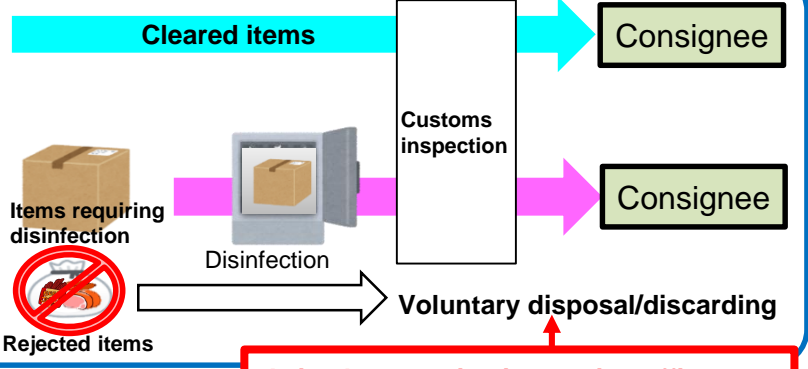 Cleared items
Consignee
Customs
inspection
Consignee
Items requiring
disinfection
Disinfection
Voluntary disposal/discarding
Rejected items